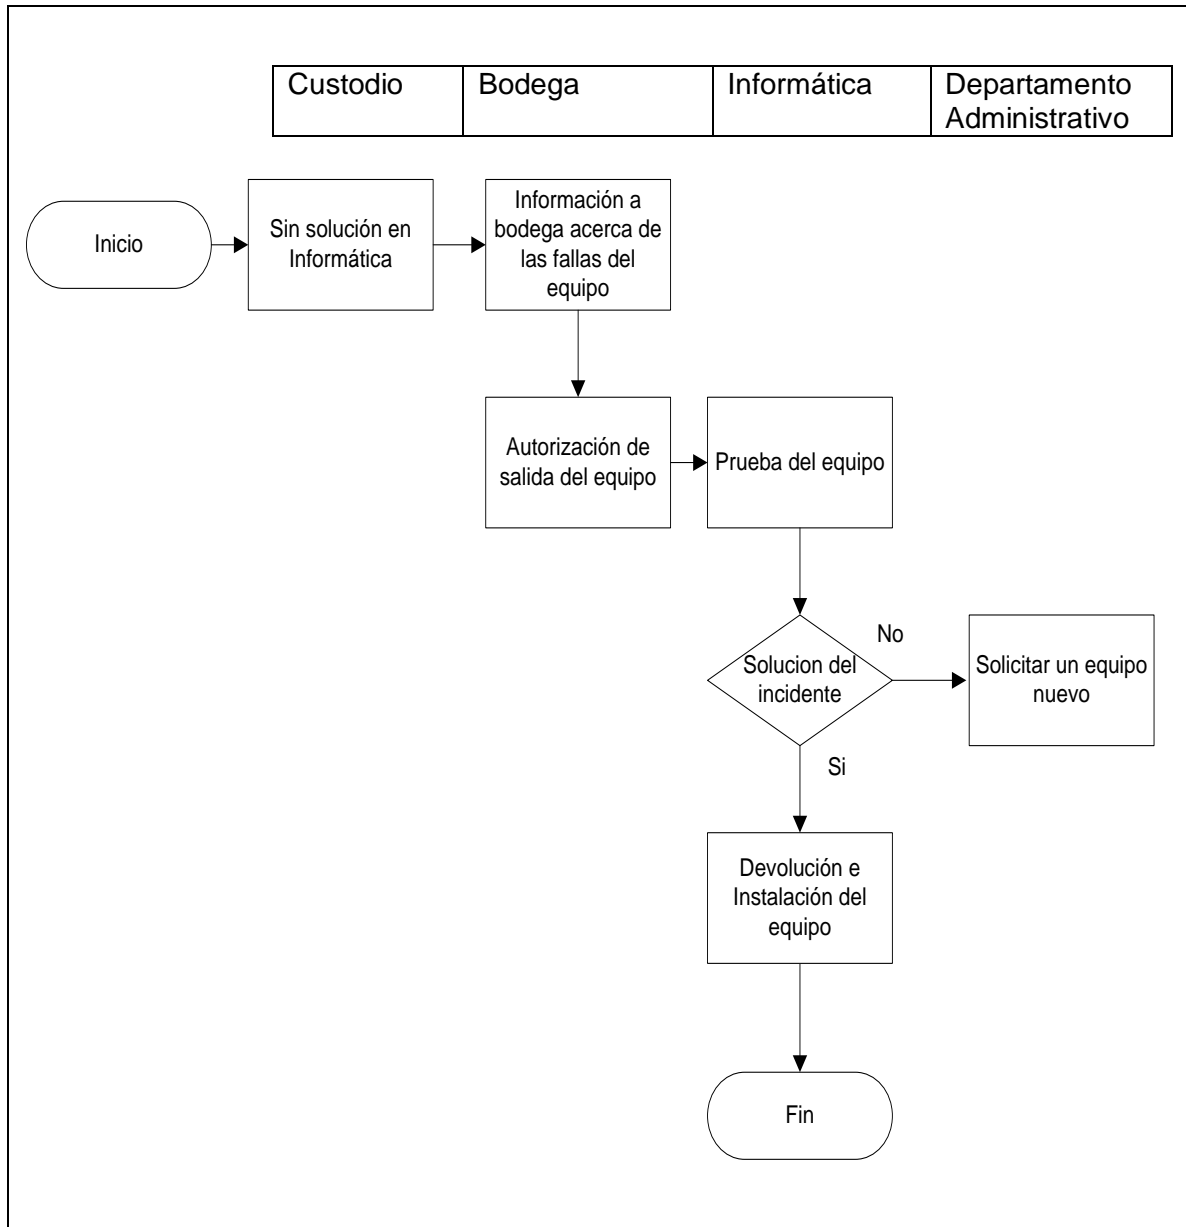 Custodio
Bodega
Informática
Departamento
Administrativo
Inicio
Sin solución en
Informática
Información a
bodega acerca de
las fallas del
equipo
Autorización de
salida del equipo
Prueba del equipo
Solucion del
incidente
No
Solicitar un equipo
nuevo
Si
Devolución e
Instalación del
equipo
Fin